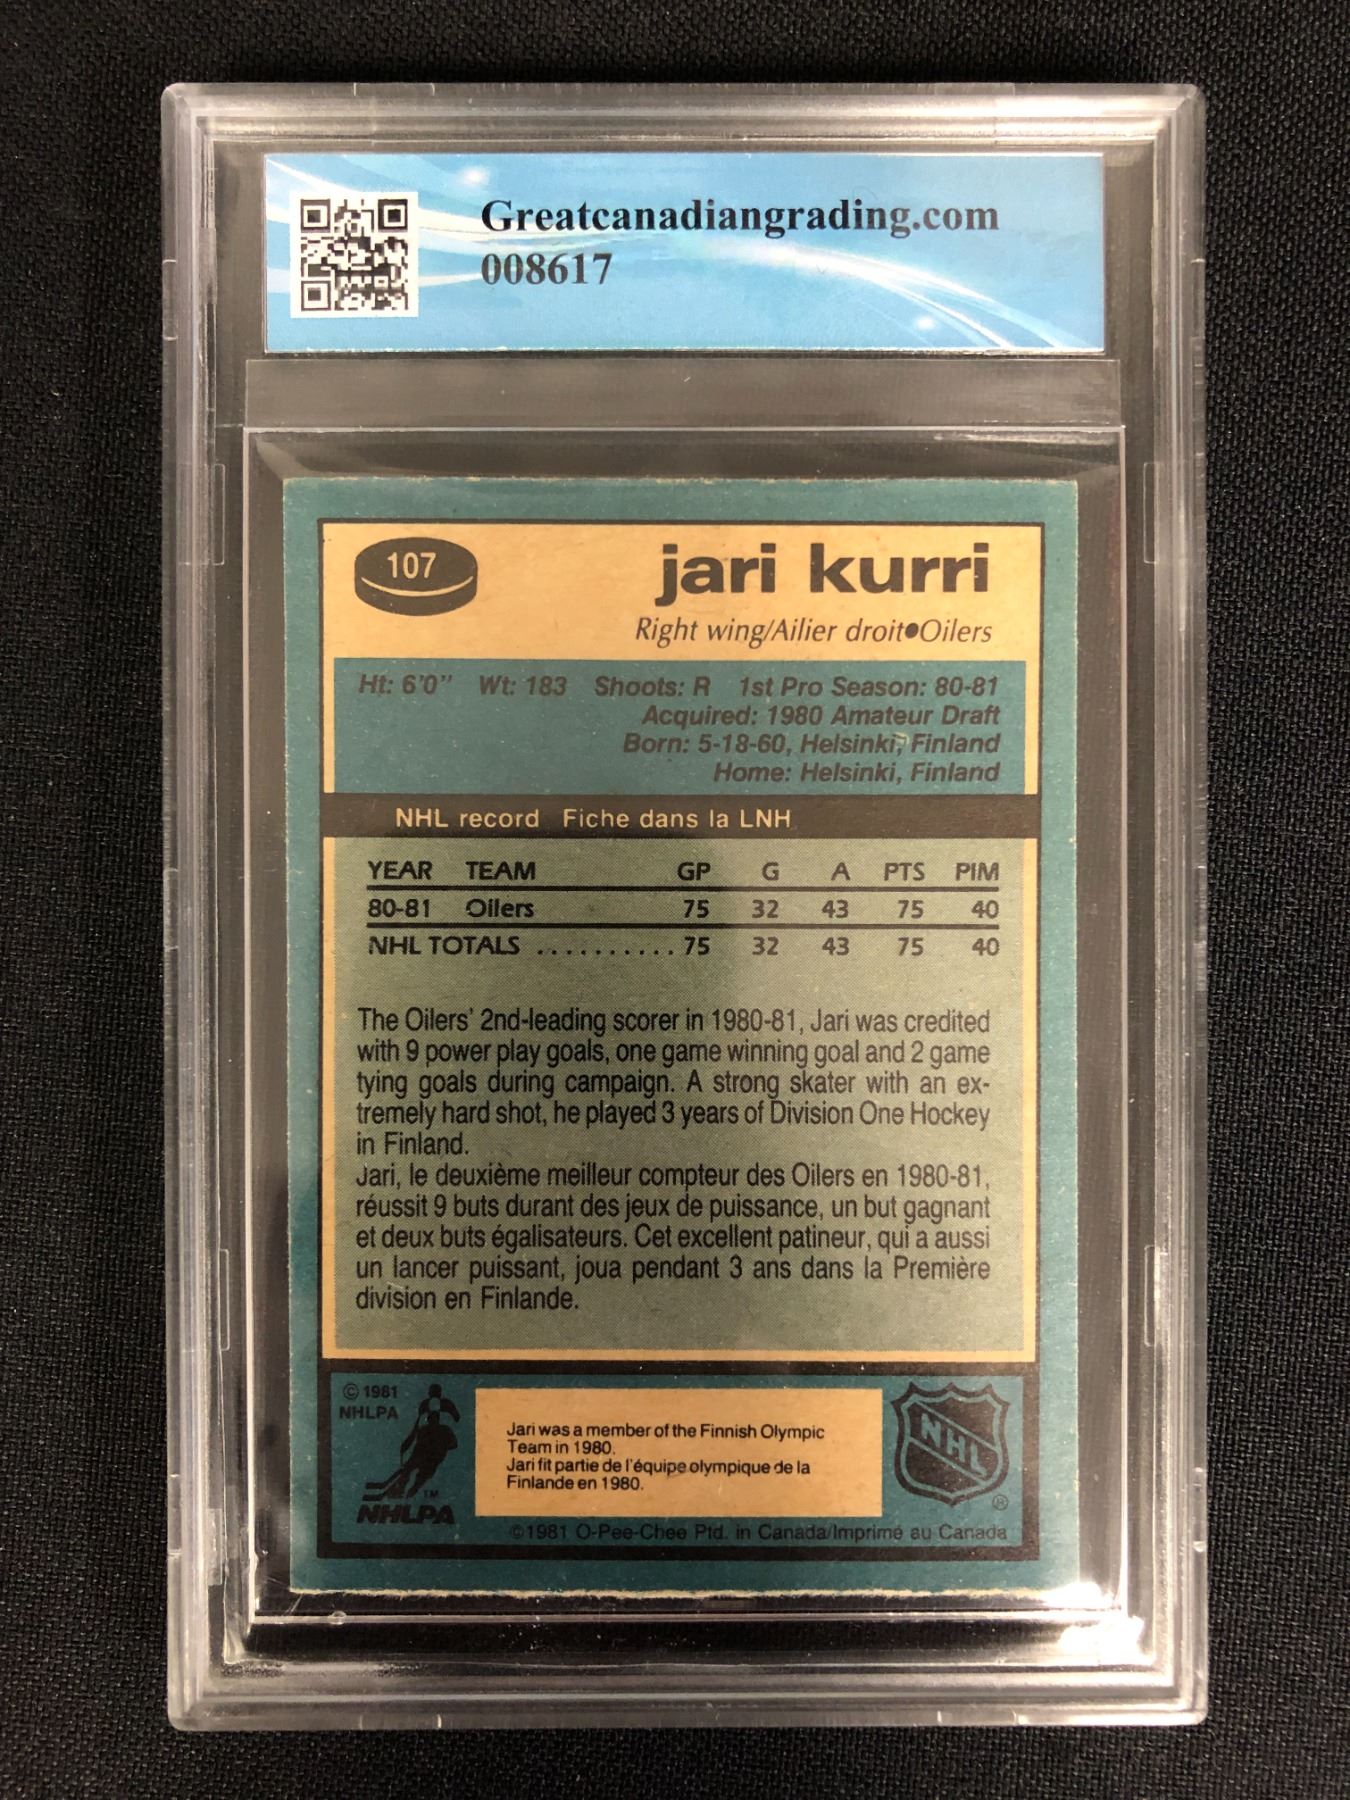 Greatcanadiangrading.com
008617
107
jari kurri
Right wing/Ailier droit•Oilers
Ht: 6'0" Wt: 183 Shoots: R 1st Pro Season: 80-81
Acquired: 1980 Amateur Draft
Born: 5-18-60, Helsinki, Finland
Home: Helsinki, Finland
NHL record Fiche dans la LNH
YEAR TEAM GP G A PTS PIM
80-81 Oilers 75 32 43 75 40
NHL TOTALS .......... 75 32 43 75 40
The Oilers' 2nd-leading scorer in 1980-81, Jari was credited
with 9 power play goals, one game winning goal and 2 game
tying goals during campaign. A strong skater with an ex-
tremely hard shot, he played 3 years of Division One Hockey
in Finland.
Jari, le deuxième meilleur compteur des Oilers en 1980-81,
réussit 9 buts durant des jeux de puissance, un but gagnant
et deux buts égalisateurs. Cet excellent patineur, qui a aussi
un lancer puissant, joua pendant 3 ans dans la Première
division en Finlande.
© 1981
NHLPA
TM
NHLPA
Jari was a member of the Finnish Olympic
Team in 1980.
Jari fit partie de l'équipe olympique de la
Finlande en 1980.
NHL
®
©1981 O-Pee-Chee Ptd. in Canada/Imprimé au Canada